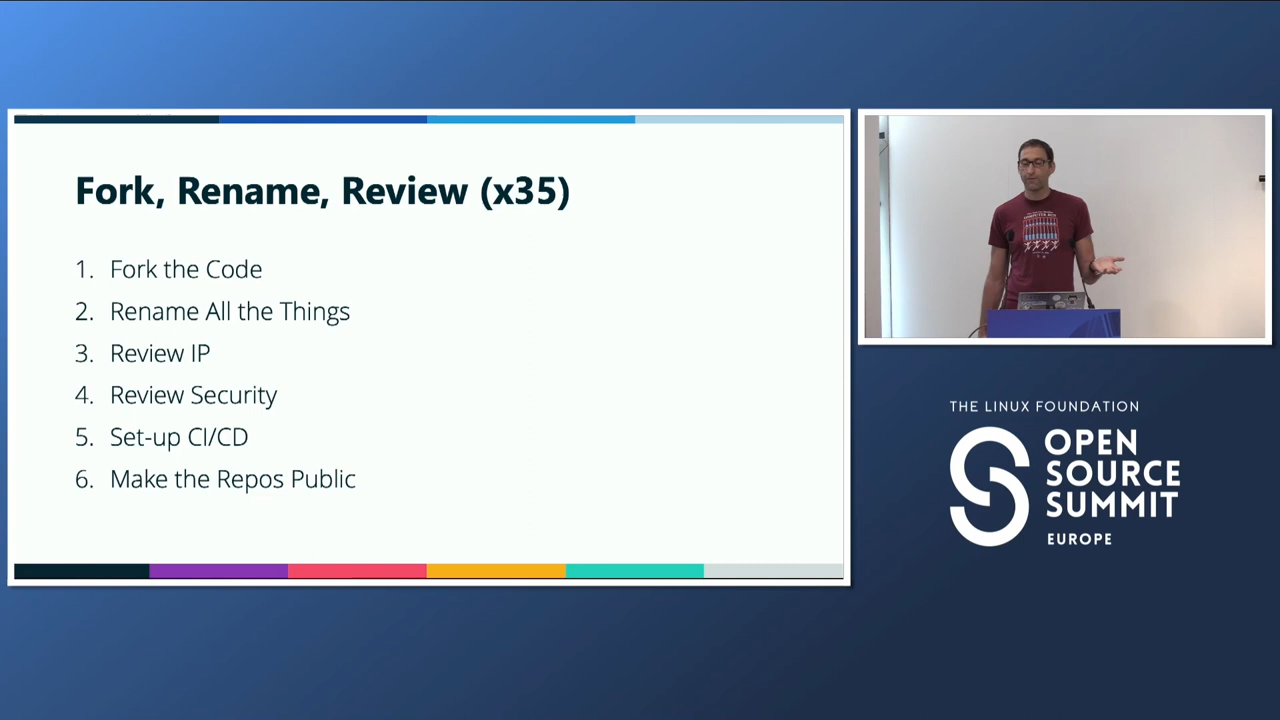 Fork, Rename, Review (x35)
1. Fork the Code
2. Rename All the Things
3. Review IP
4. Review Security
5. Set-up CI/CD
6. Make the Repos Public
THE LINUX FOUNDATION
OPEN
SOURCE
SUMMIT
EUROPE